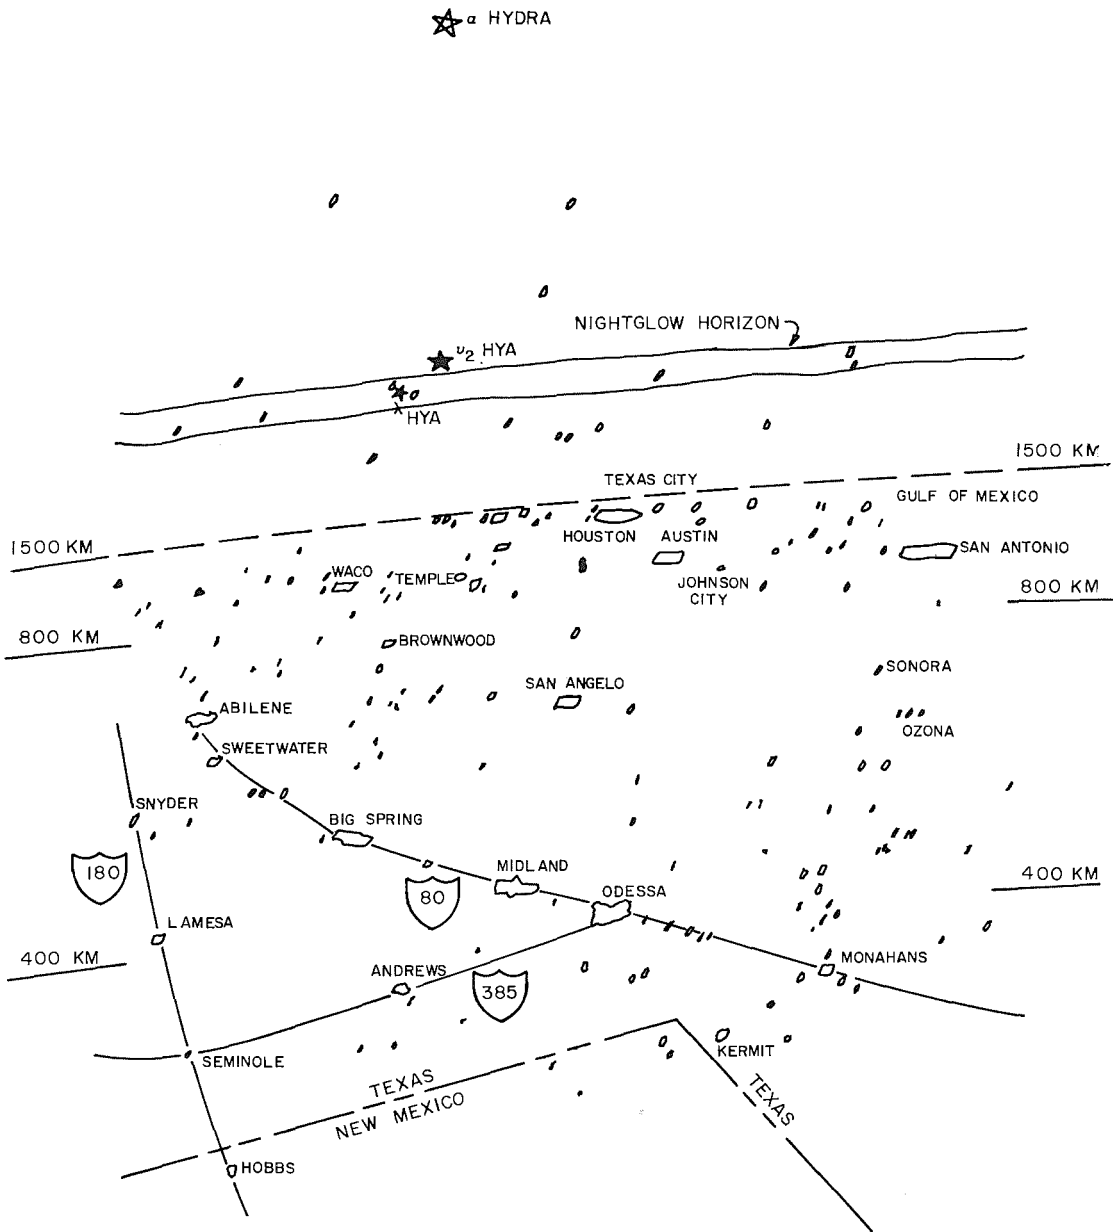 α HYDRA
NIGHTGLOW HORIZON
υ2 HYA
HYA
1500 KM
TEXAS CITY
GULF OF MEXICO
1500 KM
HOUSTON
AUSTIN
SAN ANTONIO
WACO
TEMPLE
JOHNSON
CITY
800 KM
800 KM
BROWNWOOD
SONORA
SAN ANGELO
ABILENE
OZONA
SWEETWATER
SNYDER
BIG SPRING
180
MIDLAND
80
ODESSA
400 KM
LAMESA
400 KM
ANDREWS
MONAHANS
385
SEMINOLE
KERMIT
TEXAS
NEW MEXICO
TEXAS
HOBBS